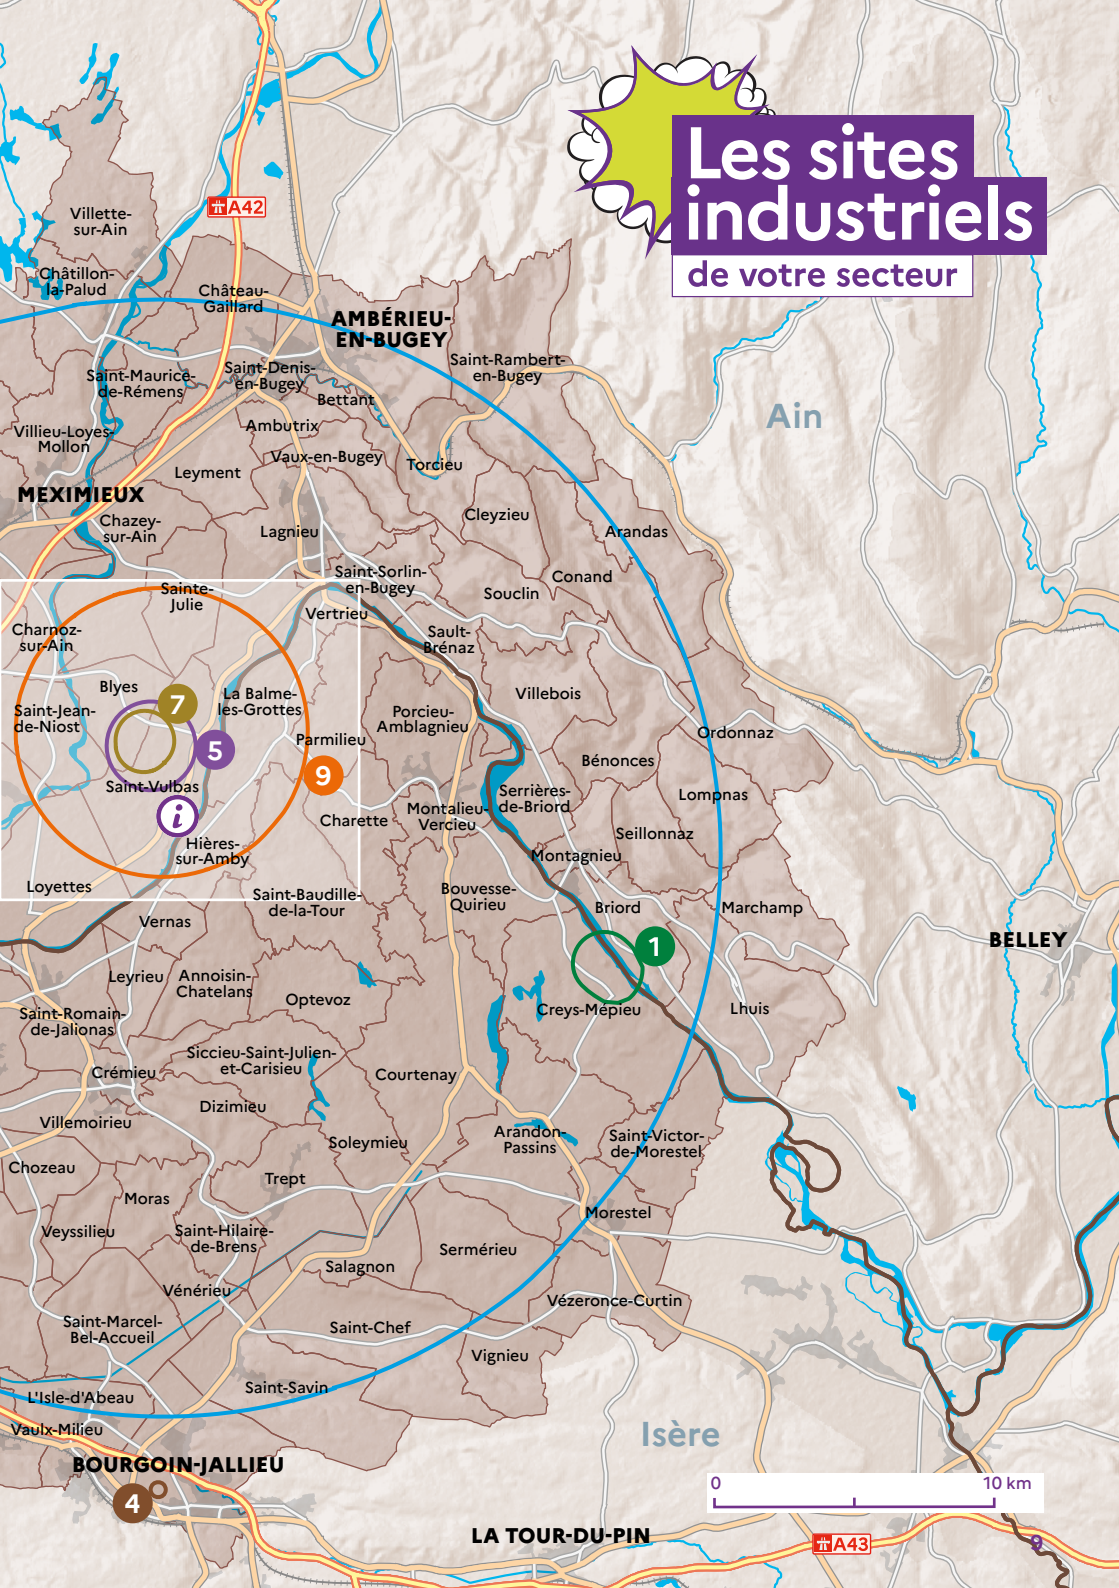 Les sites
industriels
de votre secteur
A42
Villette-
sur-Ain
Châtillon-
la-Palud
Château-
Gaillard
AMBÉRIEU-
EN-BUGEY
Saint-Rambert-
en-Bugey
Saint-Maurice-
de-Rémens
Saint-Denis-
en-Bugey
Bettant
Ain
Villieu-Loyes-
Mollon
Ambutrix
Vaux-en-Bugey
Torcieu
Leyment
MEXIMIEUX
Chazey-
sur-Ain
Lagnieu
Cleyzieu
Arandas
Saint-Sorlin-
en-Bugey
Conand
Souclin
Sainte-
Julie
Vertrieu
Charnoz-
sur-Ain
Sault-
Brénaz
Blyes
7
La Balme-
les-Grottes
Villebois
Saint-Jean-
de-Niost
Porcieu-
Amblagnieu
5
Parmilieu
Ordonnaz
9
Bénonces
Saint-Vulbas
Serrières-
de-Briord
Lompnas
i
Charette
Montalieu-
Vercieu
Seillonnaz
Hières-
sur-Amby
Montagnieu
Loyettes
Saint-Baudille-
de-la-Tour
Bouvesse-
Quirieu
Briord
Marchamp
Vernas
1
BELLEY
Leyrieu
Annoisin-
Chatelans
Optevoz
Creys-Mépieu
Lhuis
Saint-Romain-
de-Jalionas
Siccieu-Saint-Julien-
et-Carisieu
Crémieu
Courtenay
Dizimieu
Villemoirieu
Soleymieu
Arandon-
Passins
Saint-Victor-
de-Morestel
Chozeau
Trept
Moras
Morestel
Veyssilieu
Saint-Hilaire-
de-Brens
Sermérieu
Salagnon
Vénérieu
Vézeronce-Curtin
Saint-Marcel-
Bel-Accueil
Saint-Chef
Vignieu
L'Isle-d'Abeau
Saint-Savin
Vaulx-Milieu
Isère
BOURGOIN-JALLIEU
4
0 10 km
LA TOUR-DU-PIN
A43
9